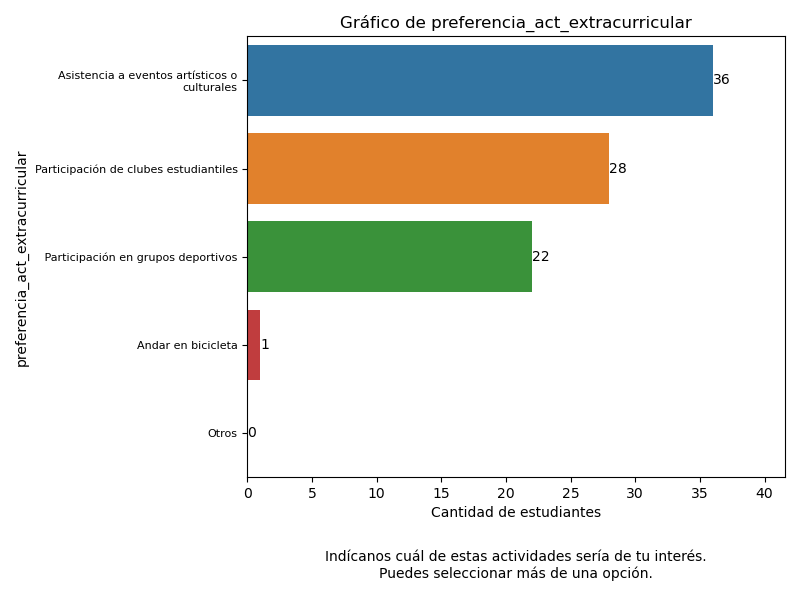 Gráfico de preferencia_act_extracurricular
Asistencia a eventos artísticos o
culturales
36
Participación de clubes estudiantiles
28
Participación en grupos deportivos
22
Andar en bicicleta
1
Otros
0
preferencia_act_extracurricular
0 5 10 15 20 25 30 35 40
Cantidad de estudiantes
Indícanos cuál de estas actividades sería de tu interés.
Puedes seleccionar más de una opción.